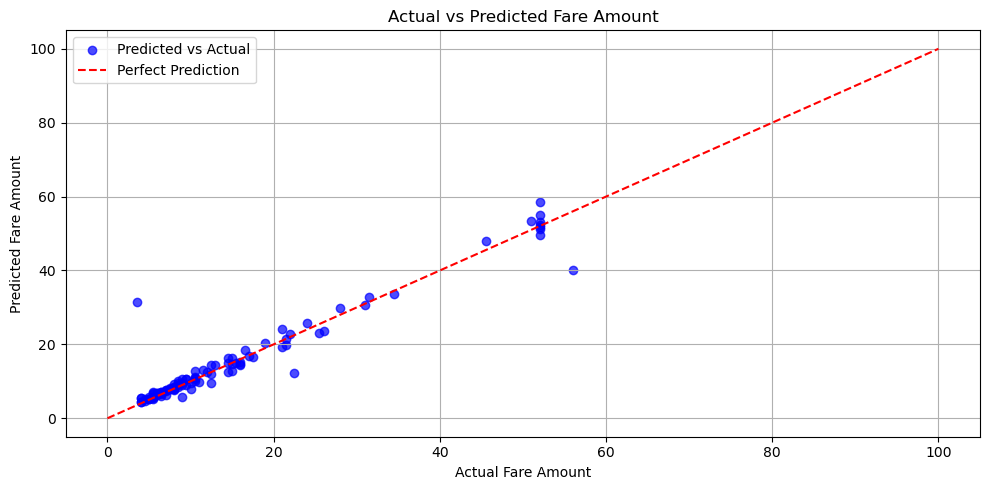 Actual vs Predicted Fare Amount
Predicted vs Actual
Perfect Prediction
Predicted Fare Amount
100
80
60
40
20
0
0 20 40 60 80 100
Actual Fare Amount